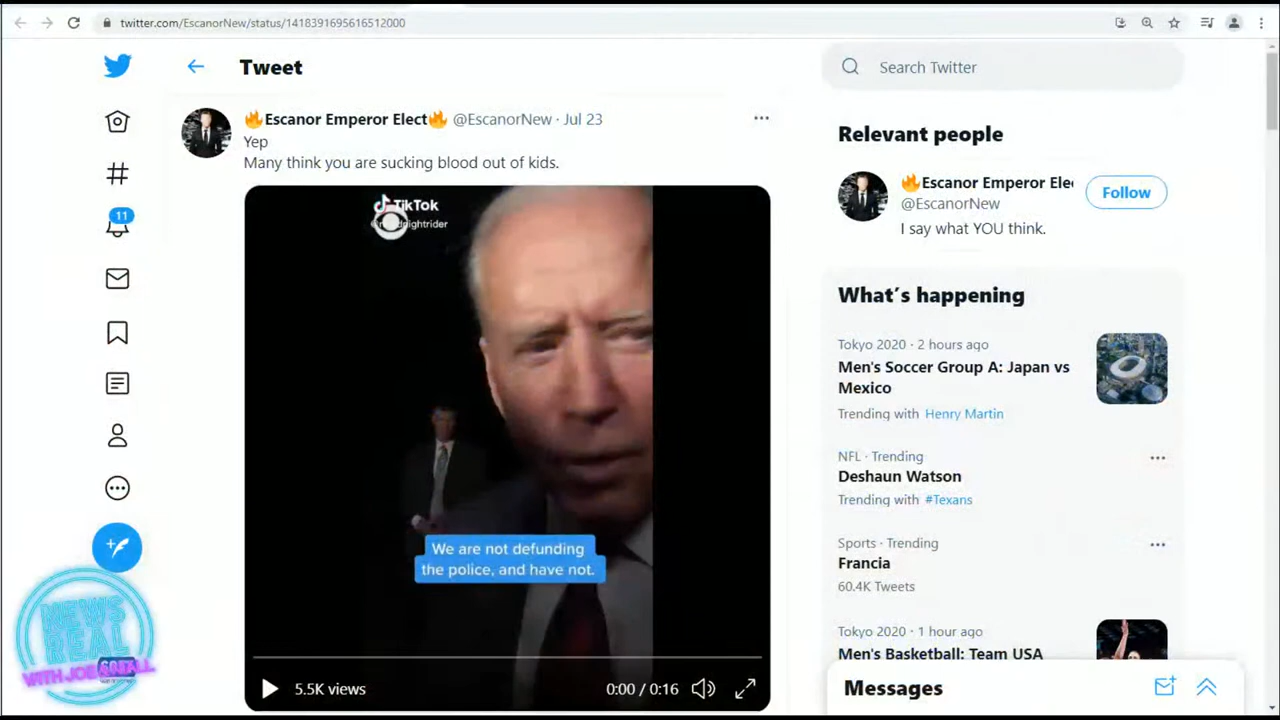 twitter.com/EscanorNew/status/1418391695616512000
Tweet
Search Twitter
🔥Escanor Emperor Elect🔥 @EscanorNew · Jul 23
Yep
Many think you are sucking blood out of kids.
TikTok
We are not defunding
the police, and have not.
5.5K views
0:00 / 0:16
11
Relevant people
🔥Escanor Emperor Ele
@EscanorNew
Follow
I say what YOU think.
What's happening
Tokyo 2020 · 2 hours ago
Men's Soccer Group A: Japan vs
Mexico
Trending with Henry Martin
NFL · Trending
Deshaun Watson
Trending with #Texans
Sports · Trending
Francia
60.4K Tweets
Tokyo 2020 · 1 hour ago
Men's Basketball: Team USA
Messages
NEWS
REAL